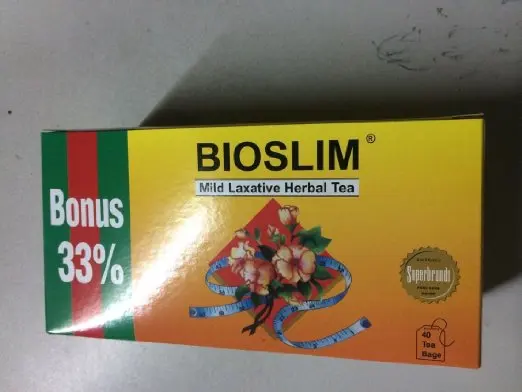 BIOSLIM®
Mild Laxative Herbal Tea
Bonus
33%
Superbrands
40
Tea
Bags